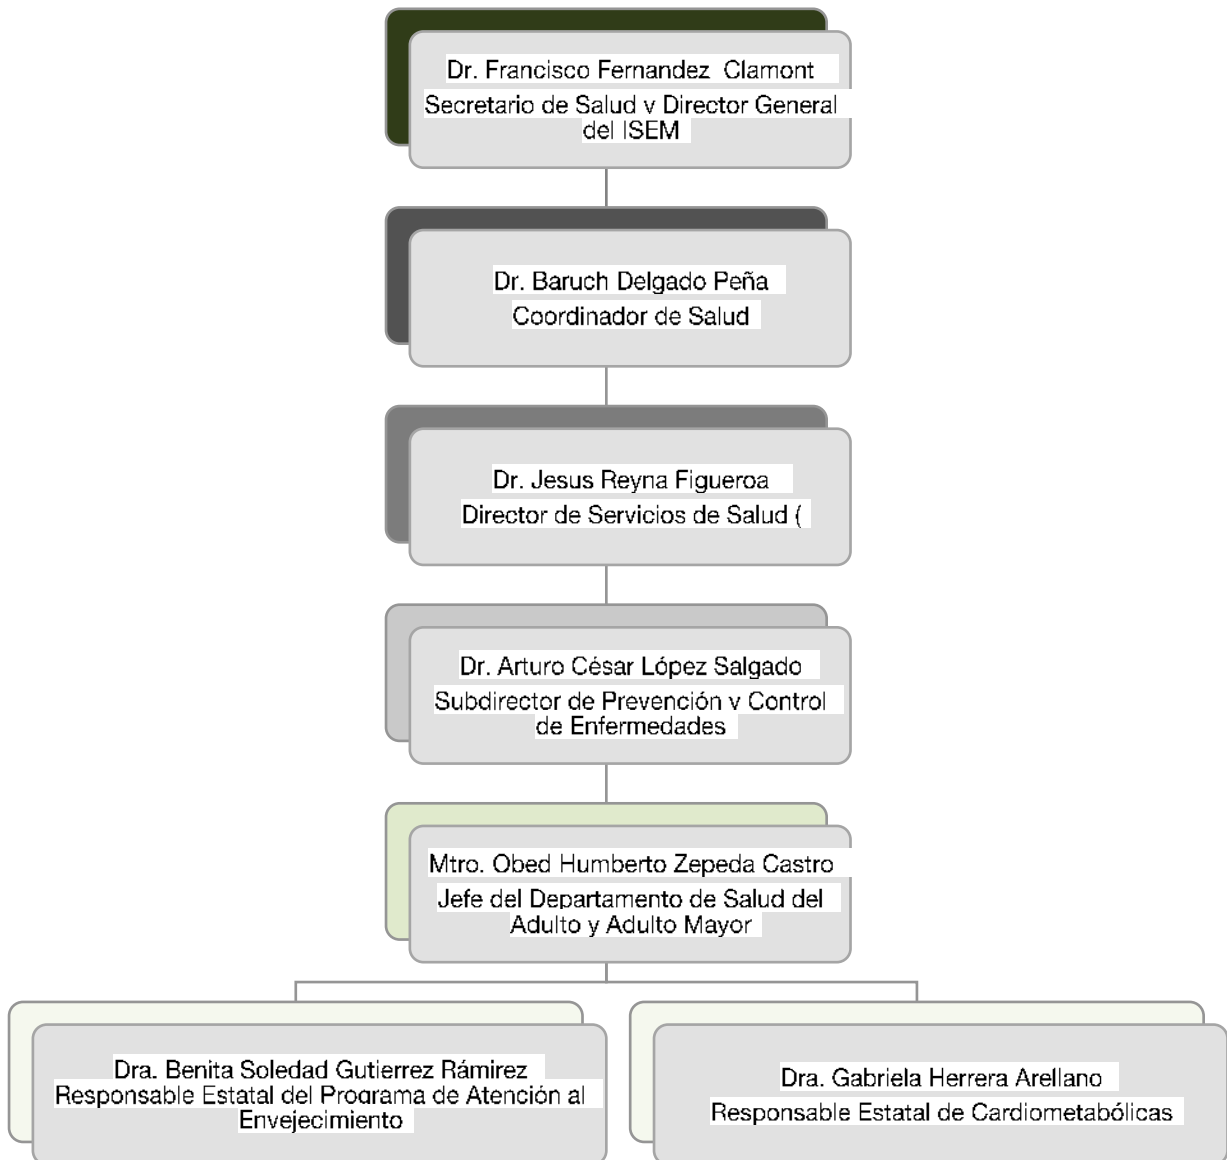 Dr. Francisco Fernandez Clamont
Secretario de Salud y Director General
del ISEM
Dr. Baruch Delgado Peña
Coordinador de Salud
Dr. Jesus Reyna Figueroa
Director de Servicios de Salud (
Dr. Arturo César López Salgado
Subdirector de Prevención y Control
de Enfermedades
Mtro. Obed Humberto Zepeda Castro
Jefe del Departamento de Salud del
Adulto y Adulto Mayor
Dra. Benita Soledad Gutierrez Rámirez
Responsable Estatal del Programa de Atención al
Envejecimiento
Dra. Gabriela Herrera Arellano
Responsable Estatal de Cardiometabólicas